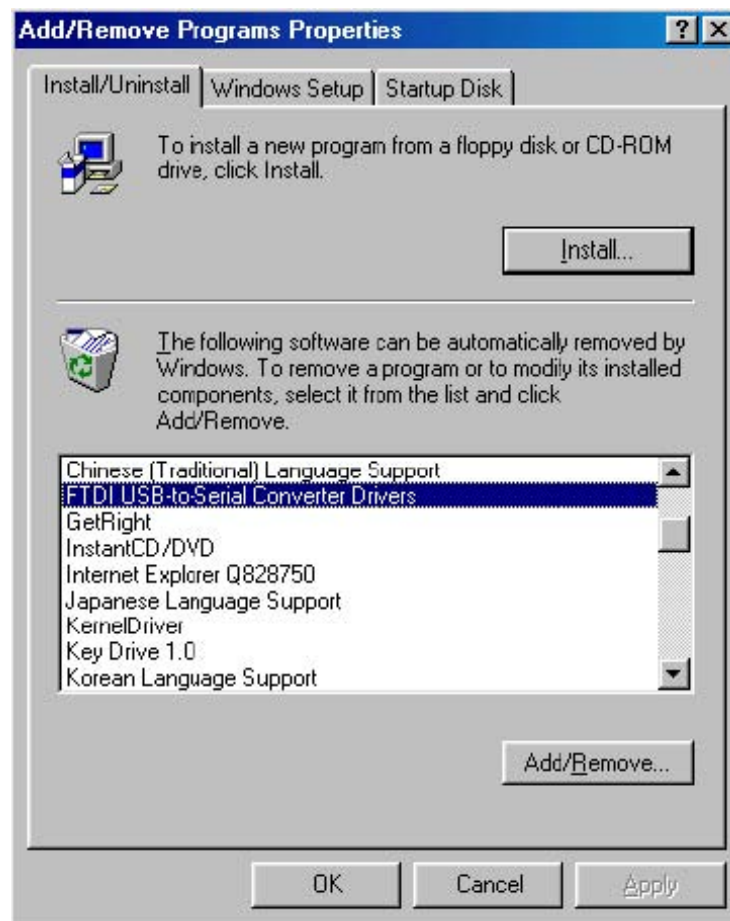 Add/Remove Programs Properties
Install/Uninstall
Windows Setup
Startup Disk
To install a new program from a floppy disk or CD-ROM
drive, click Install.
Install...
The following software can be automatically removed by
Windows. To remove a program or to modify its installed
components, select it from the list and click
Add/Remove.
Chinese (Traditional) Language Support
FTDI USB-to-Serial Converter Drivers
GetRight
InstantCD/DVD
Internet Explorer Q828750
Japanese Language Support
KernelDriver
Key Drive 1.0
Korean Language Support
Add/Remove...
OK
Cancel
Apply